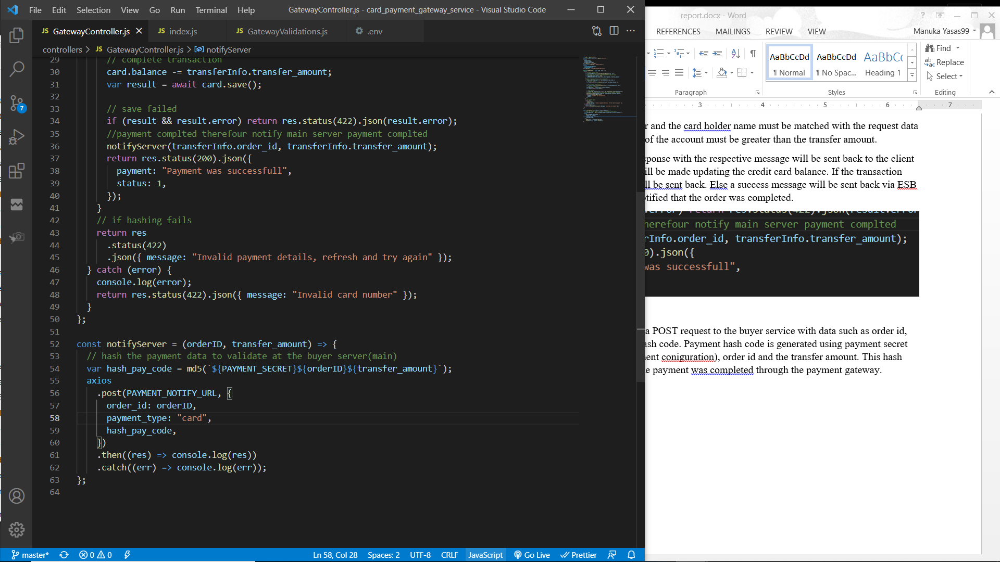 File Edit Selection View Go Run Terminal Help
GatewayController.js - card_payment_gateway_service - Visual Studio Code
JS GatewayController.js
JS index.js
JS GatewayValidations.js
.env
controllers > JS GatewayController.js > notifyServer
29 // complete transaction
30 card.balance -= transferInfo.transfer_amount;
31 var result = await card.save();
32
33 // save failed
34 if (result && result.error) return res.status(422).json(result.error);
35 //payment complted therefour notify main server payment complted
36 notifyServer(transferInfo.order_id, transferInfo.transfer_amount);
37 return res.status(200).json({
38 payment: "Payment was successfull",
39 status: 1,
40 });
41 }
42 // if hashing fails
43 return res
44 .status(422)
45 .json({ message: "Invalid payment details, refresh and try again" });
46 } catch (error) {
47 console.log(error);
48 return res.status(422).json({ message: "Invalid card number" });
49 }
50 };
51
52 const notifyServer = (orderID, transfer_amount) => {
53 // hash the payment data to validate at the buyer server(main)
54 var hash_pay_code = md5(`${PAYMENT_SECRET}${orderID}${transfer_amount}`);
55 axios
56 .post(PAYMENT_NOTIFY_URL, {
57 order_id: orderID,
58 payment_type: "card",
59 hash_pay_code,
60 })
61 .then((res) => console.log(res))
62 .catch((err) => console.log(err));
63 };
64
7
master* 0 0 Ln 58, Col 28 Spaces: 2 UTF-8 CRLF JavaScript Go Live Prettier
report.docx - Word
REFERENCES MAILINGS REVIEW VIEW Manuka Yasas99
AaBbCcDd AaBbCcDd AaBbCc
¶ Normal ¶ No Spac... Heading 1
Find
Replace
Select
Paragraph Styles Editing
3 4 5 6 7
r and the card holder name must be matched with the request data
of the account must be greater than the transfer amount.
sponse with the respective message will be sent back to the client
ill be made updating the credit card balance. If the transaction
ll be sent back. Else a success message will be sent back via ESB
otified that the order was completed.
herefour notify main server payment complted
rInfo.order_id, transferInfo.transfer_amount);
0).json({
was successfull",
a POST request to the buyer service with data such as order id,
ash code. Payment hash code is generated using payment secret
ent coniguration), order id and the transfer amount. This hash
e payment was completed through the payment gateway.